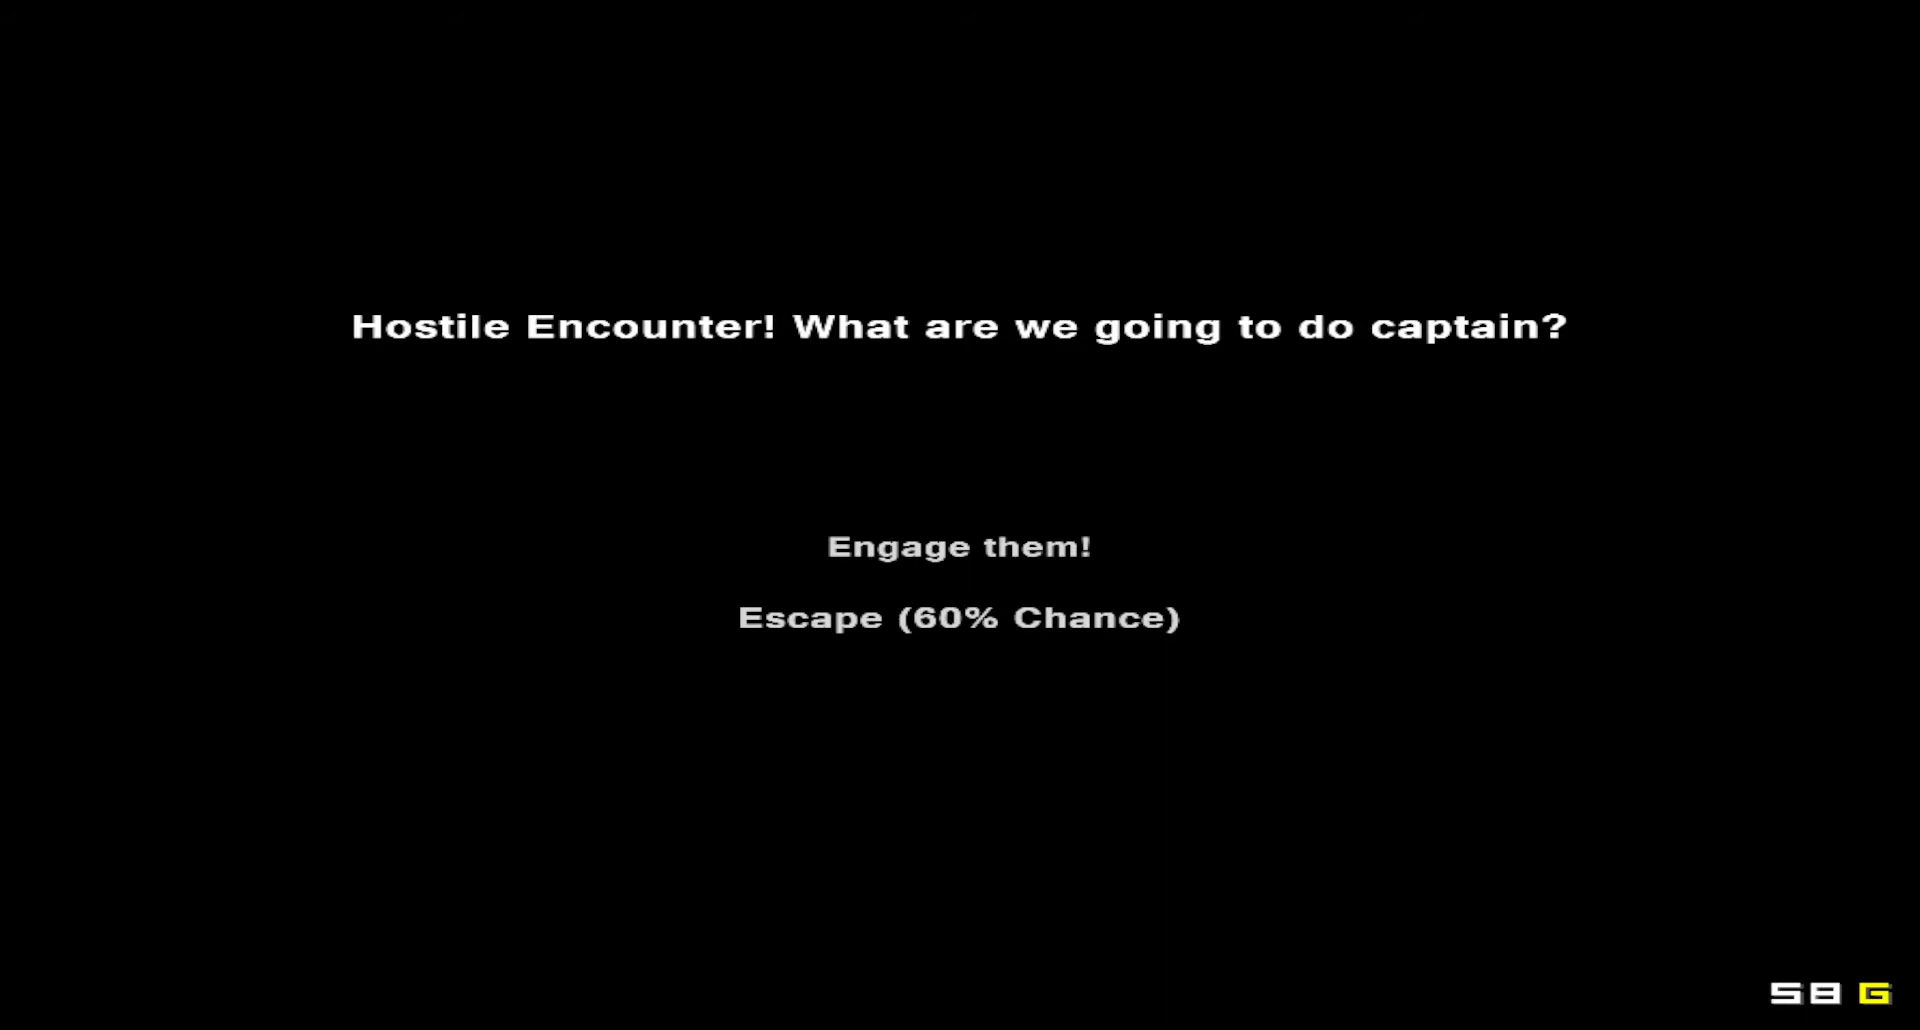 Hostile Encounter! What are we going to do captain?
Engage them!
Escape (60% Chance)
58 G